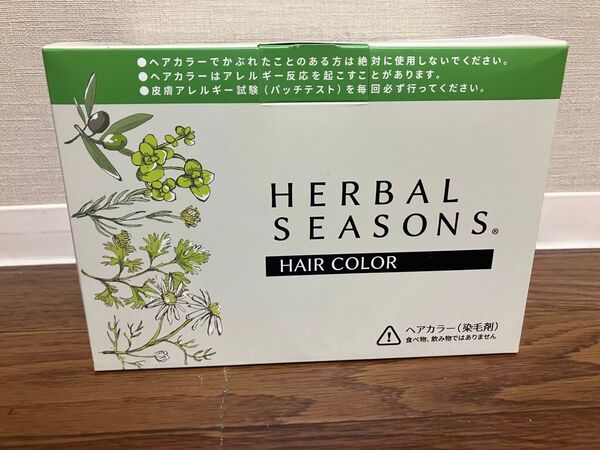 ●ヘアカラーでかぶれたことのある方は絶対に使用しないでください。
●ヘアカラーはアレルギー反応を起こすことがあります。
●皮膚アレルギー試験（パッチテスト）を毎回必ず行ってください。
HERBAL
SEASONS®
HAIR COLOR
ヘアカラー（染毛剤）
食べ物、飲み物ではありません